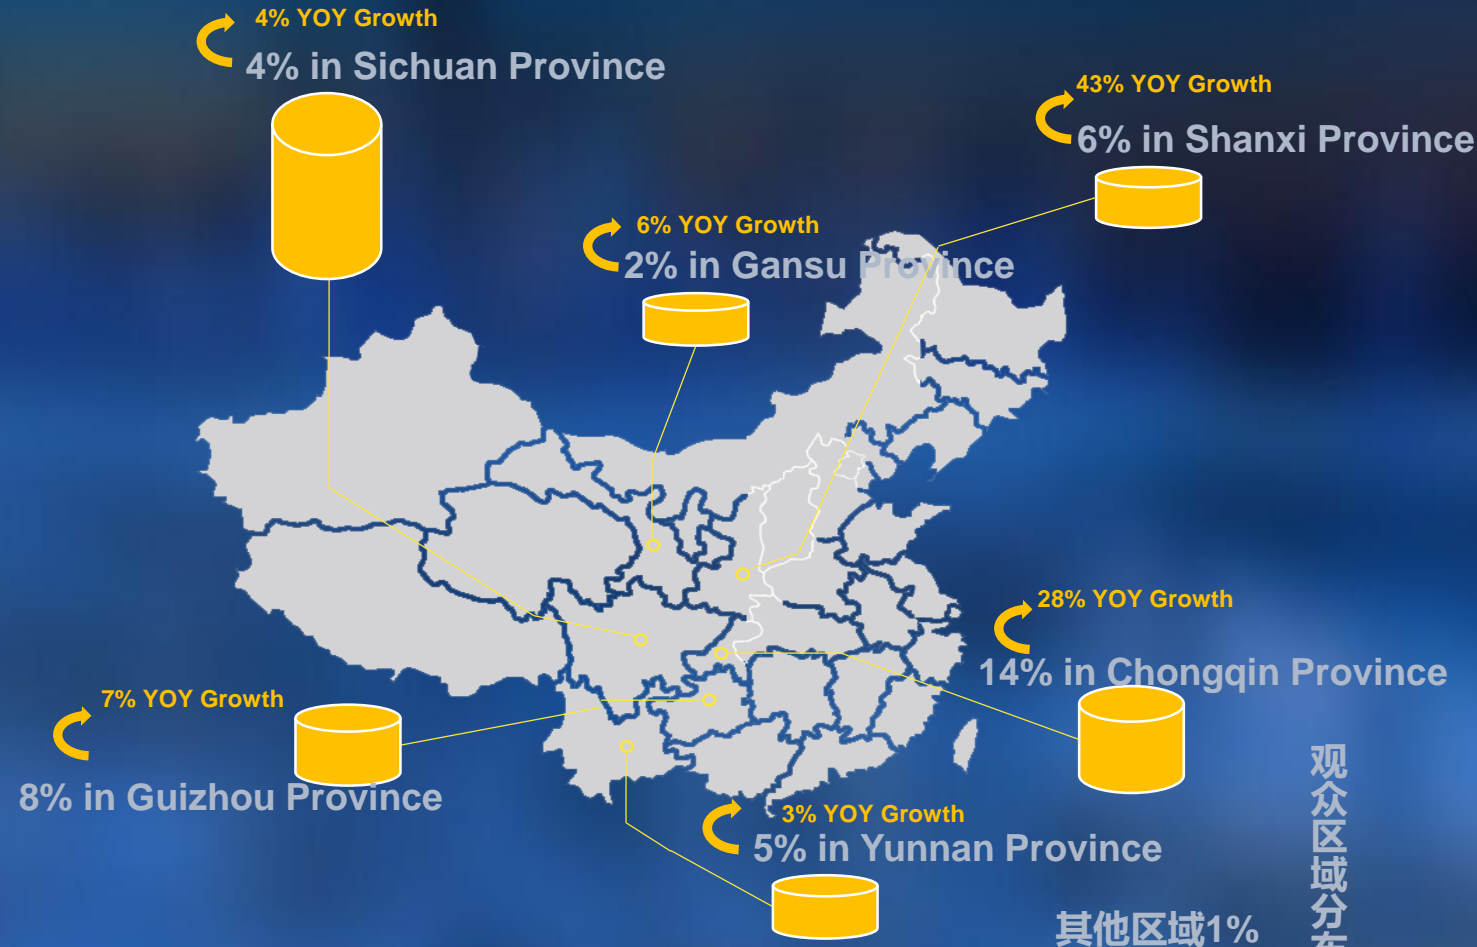 4% YOY Growth
4% in Sichuan Province
43% YOY Growth
6% in Shanxi Province
6% YOY Growth
2% in Gansu Province
28% YOY Growth
14% in Chongqin Province
7% YOY Growth
8% in Guizhou Province
3% YOY Growth
5% in Yunnan Province
观众区域分布
其他区域1%